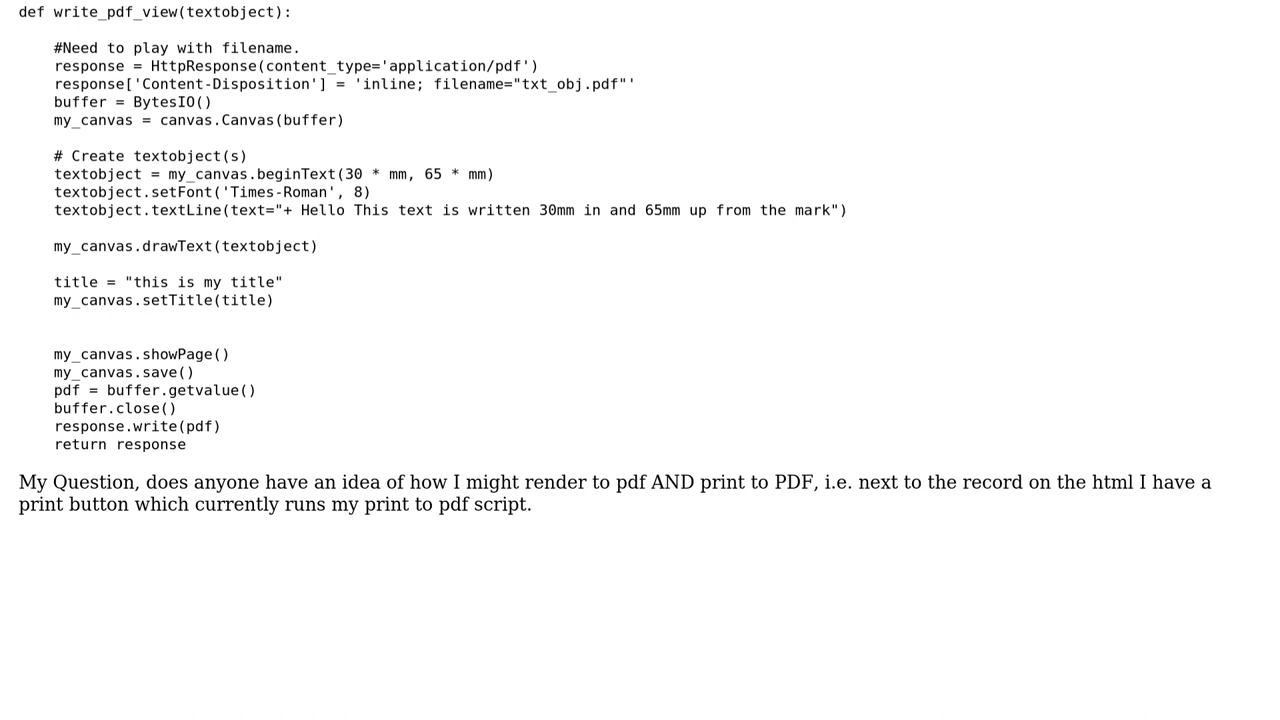 def write_pdf_view(textobject):
#Need to play with filename.
response = HttpResponse(content_type='application/pdf')
response['Content-Disposition'] = 'inline; filename="txt_obj.pdf"'
buffer = BytesIO()
my_canvas = canvas.Canvas(buffer)
# Create textobject(s)
textobject = my_canvas.beginText(30 * mm, 65 * mm)
textobject.setFont('Times-Roman', 8)
textobject.textLine(text="+ Hello This text is written 30mm in and 65mm up from the mark")
my_canvas.drawText(textobject)
title = "this is my title"
my_canvas.setTitle(title)
my_canvas.showPage()
my_canvas.save()
pdf = buffer.getvalue()
buffer.close()
response.write(pdf)
return response
My Question, does anyone have an idea of how I might render to pdf AND print to PDF, i.e. next to the record on the html I have a
print button which currently runs my print to pdf script.